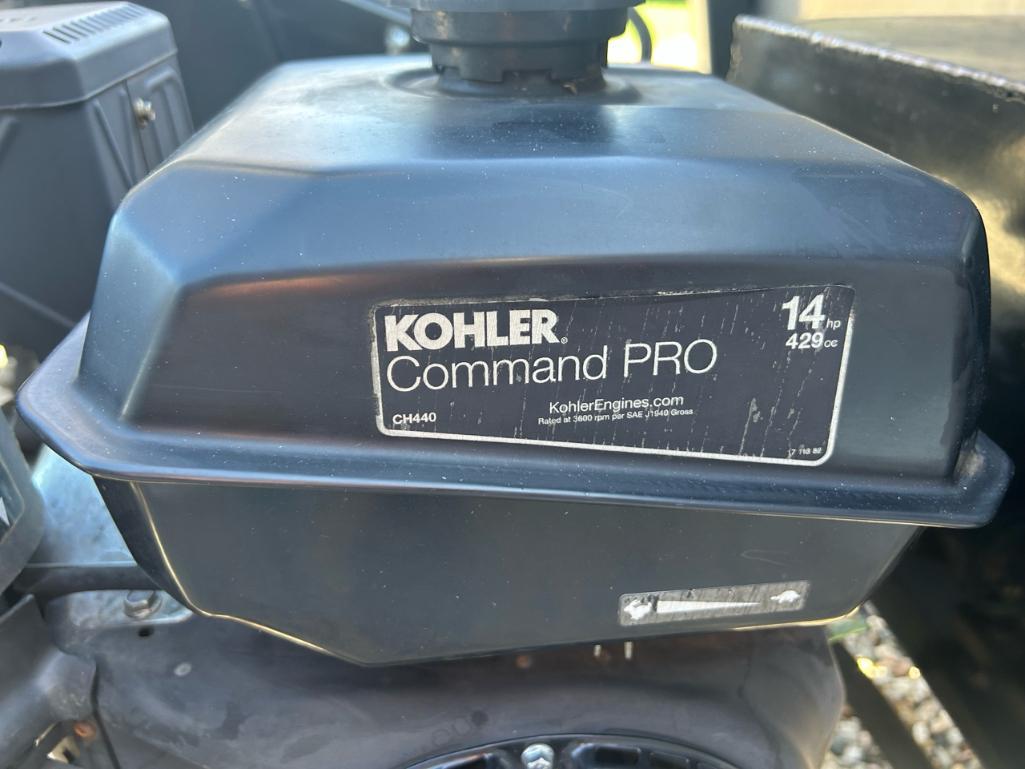 KOHLER®
Command PRO
14 hp
429 cc
CH440
KohlerEngines.com
Rated at 3600 rpm per SAE J1940 Gross